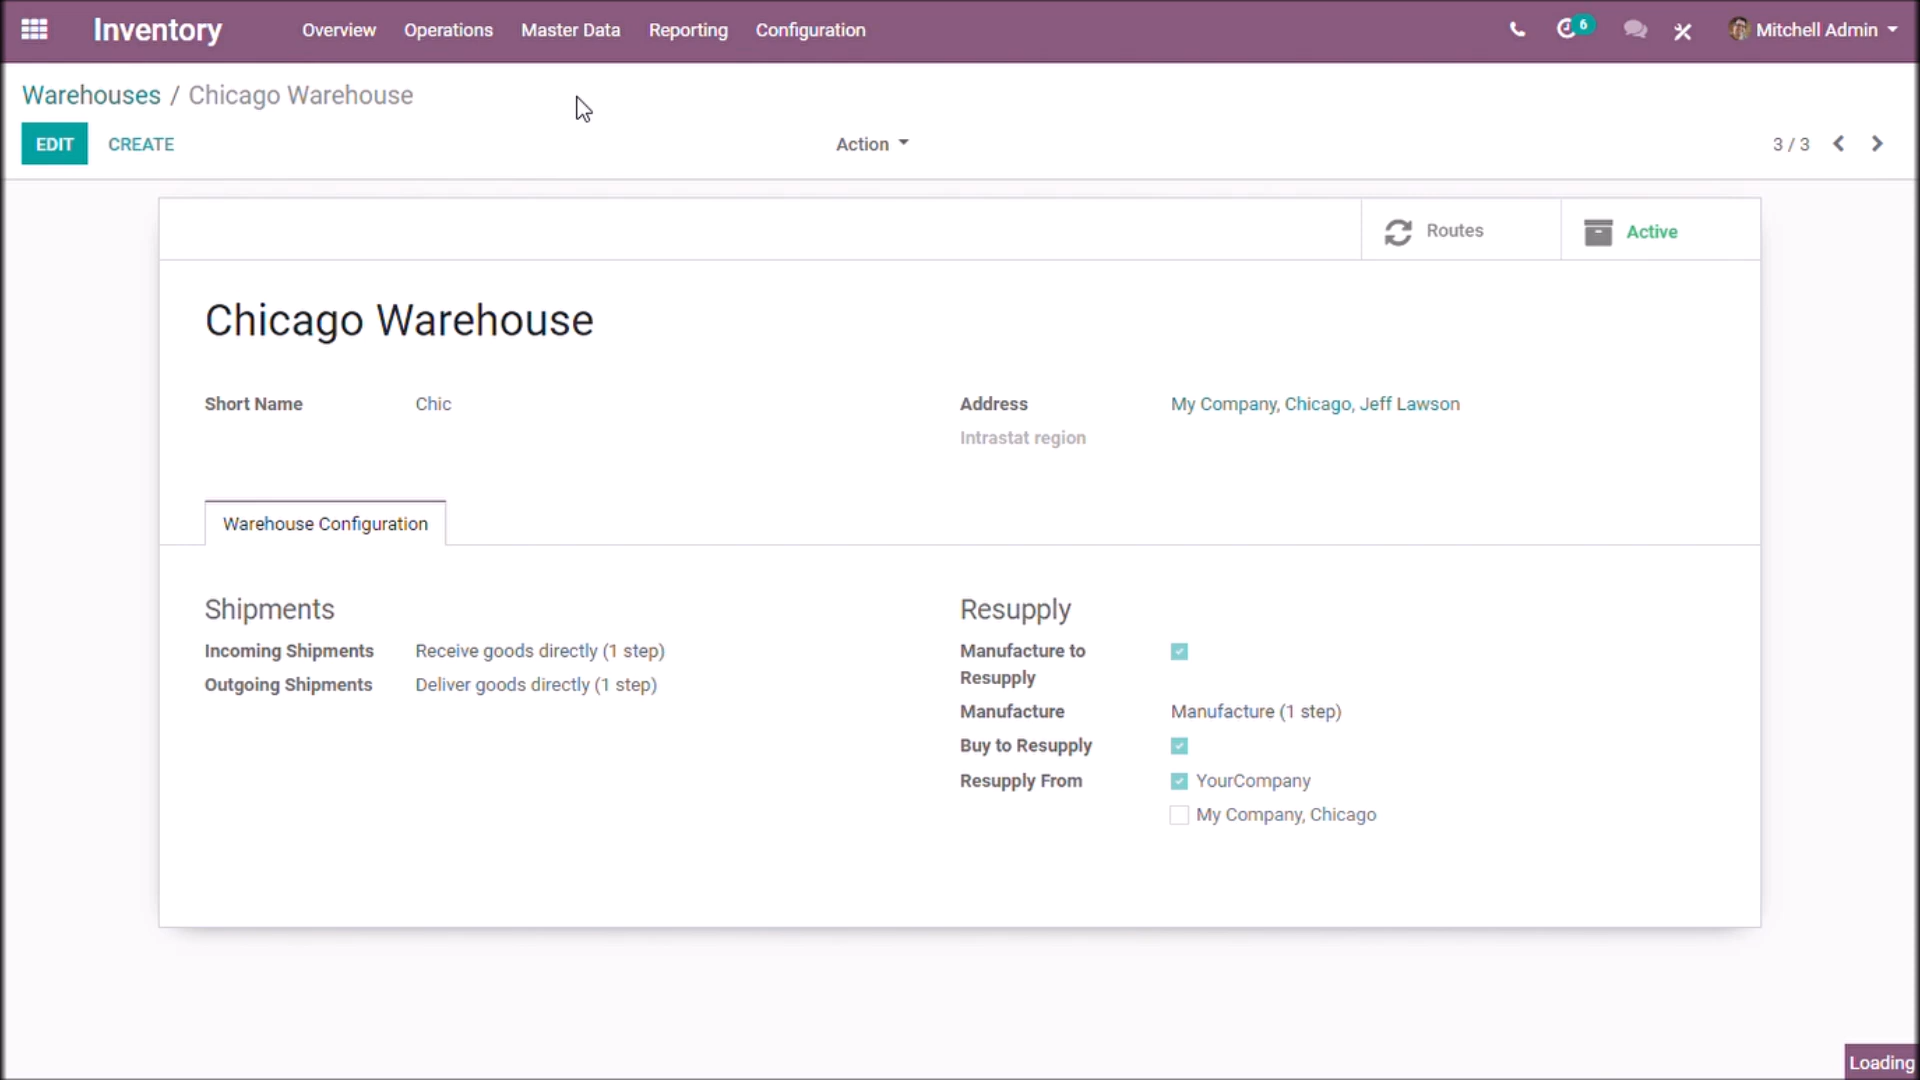 Inventory Overview Operations Master Data Reporting Configuration 6 Mitchell Admin
Warehouses / Chicago Warehouse
EDIT CREATE Action 3 / 3
Routes Active
Chicago Warehouse
Short Name Chic Address My Company, Chicago, Jeff Lawson
Intrastat region
Warehouse Configuration
Shipments Resupply
Incoming Shipments Receive goods directly (1 step) Manufacture to
Resupply
Outgoing Shipments Deliver goods directly (1 step)
Manufacture Manufacture (1 step)
Buy to Resupply
Resupply From YourCompany
My Company, Chicago
Loading